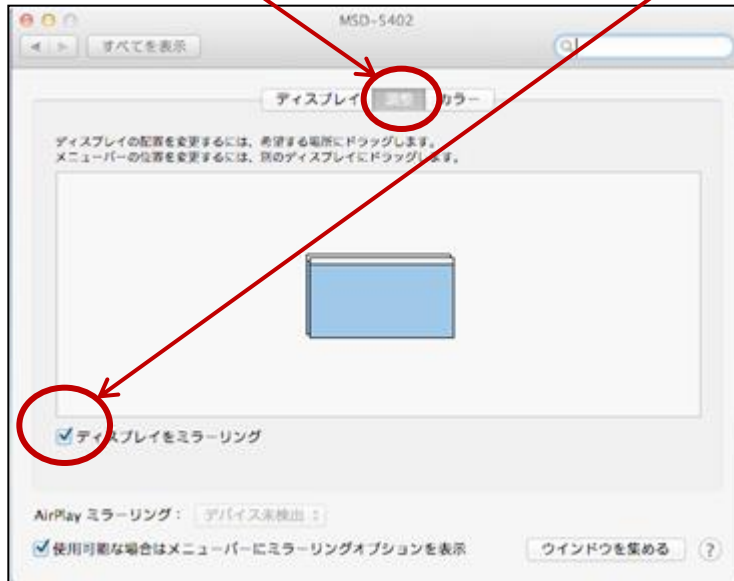 MSD-S402
すべてを表示
ディスプレイ 調整 カラー
ディスプレイの配置を変更するには、希望する場所にドラッグします。
メニューバーの位置を変更するには、別のディスプレイにドラッグします。
ディスプレイをミラーリング
AirPlay ミラーリング： デバイス未検出
使用可能な場合はメニューバーにミラーリングオプションを表示 ウインドウを集める ?